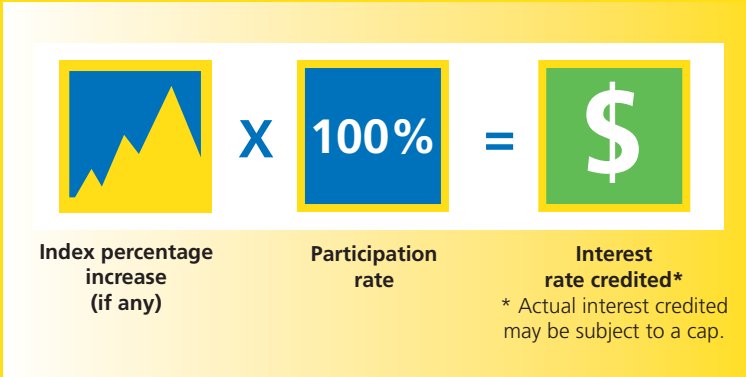 X 100% = $
Index percentage
increase
(if any)
Participation
rate
Interest
rate credited*
* Actual interest credited
may be subject to a cap.